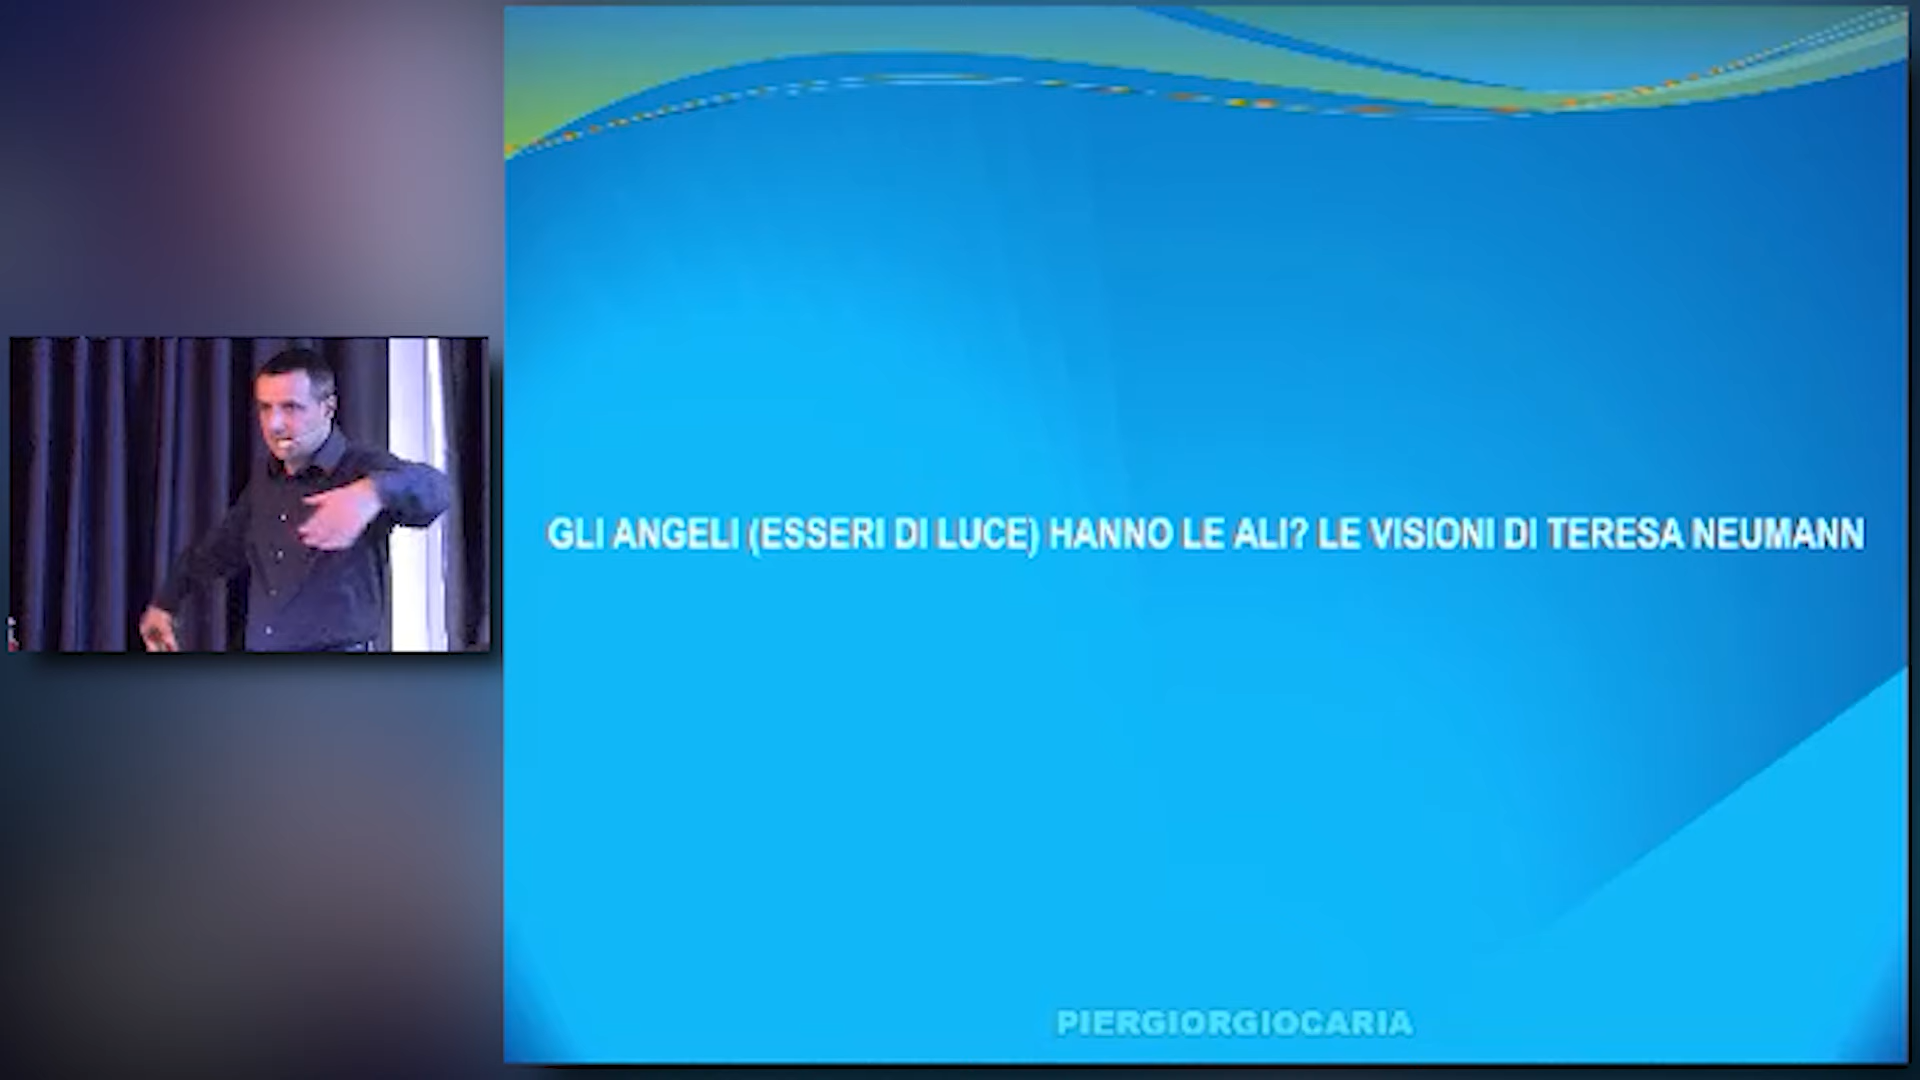 GLI ANGELI (ESSERI DI LUCE) HANNO LE ALI? LE VISIONI DI TERESA NEUMANN
PIERGIORGIOCARIA